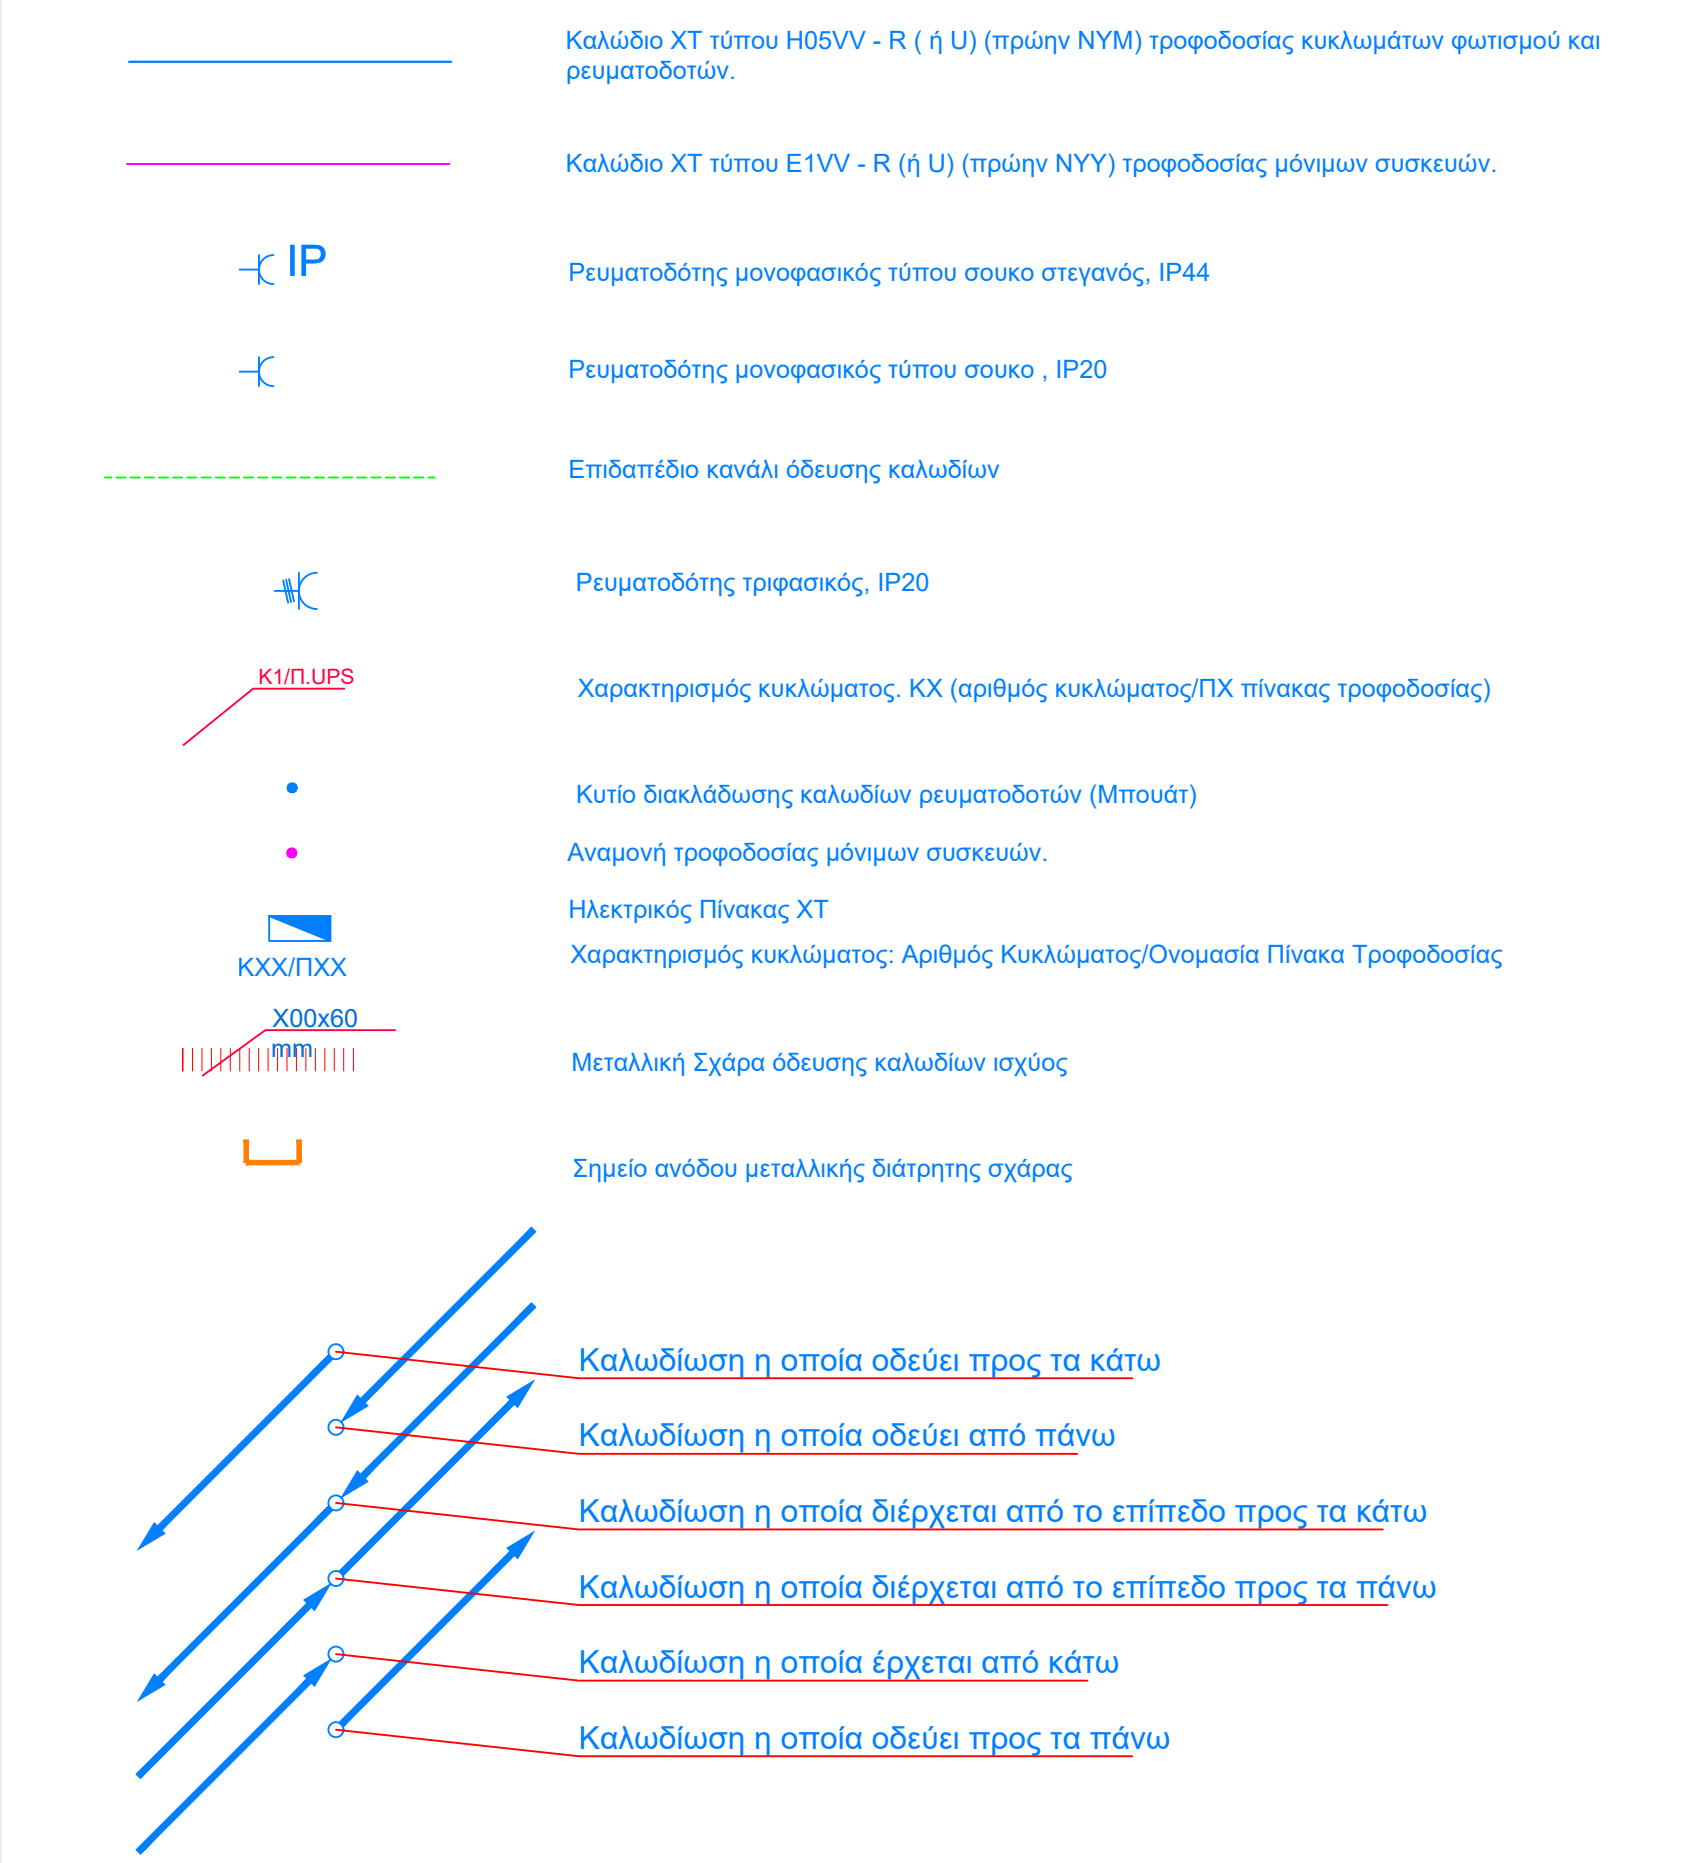 Καλώδιο ΧΤ τύπου H05VV - R ( ή U) (πρώην ΝΥΜ) τροφοδοσίας κυκλωμάτων φωτισμού και
ρευματοδοτών.
Καλώδιο ΧΤ τύπου E1VV - R (ή U) (πρώην ΝΥΥ) τροφοδοσίας μόνιμων συσκευών.
IP
Ρευματοδότης μονοφασικός τύπου σουκο στεγανός, IP44
Ρευματοδότης μονοφασικός τύπου σουκο , IP20
Επιδαπέδιο κανάλι όδευσης καλωδίων
Ρευματοδότης τριφασικός, IP20
Κ1/Π.UPS
Χαρακτηρισμός κυκλώματος. ΚΧ (αριθμός κυκλώματος/ΠΧ πίνακας τροφοδοσίας)
Κυτίο διακλάδωσης καλωδίων ρευματοδοτών (Μπουάτ)
Αναμονή τροφοδοσίας μόνιμων συσκευών.
Ηλεκτρικός Πίνακας ΧΤ
ΚΧΧ/ΠΧΧ
Χαρακτηρισμός κυκλώματος: Αριθμός Κυκλώματος/Ονομασία Πίνακα Τροφοδοσίας
X00x60
mm
Μεταλλική Σχάρα όδευσης καλωδίων ισχύος
Σημείο ανόδου μεταλλικής διάτρητης σχάρας
Καλωδίωση η οποία οδεύει προς τα κάτω
Καλωδίωση η οποία οδεύει από πάνω
Καλωδίωση η οποία διέρχεται από το επίπεδο προς τα κάτω
Καλωδίωση η οποία διέρχεται από το επίπεδο προς τα πάνω
Καλωδίωση η οποία έρχεται από κάτω
Καλωδίωση η οποία οδεύει προς τα πάνω